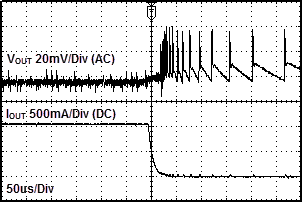 VOUT 20mV/Div (AC)
IOUT 500mA/Div (DC)
50us/Div